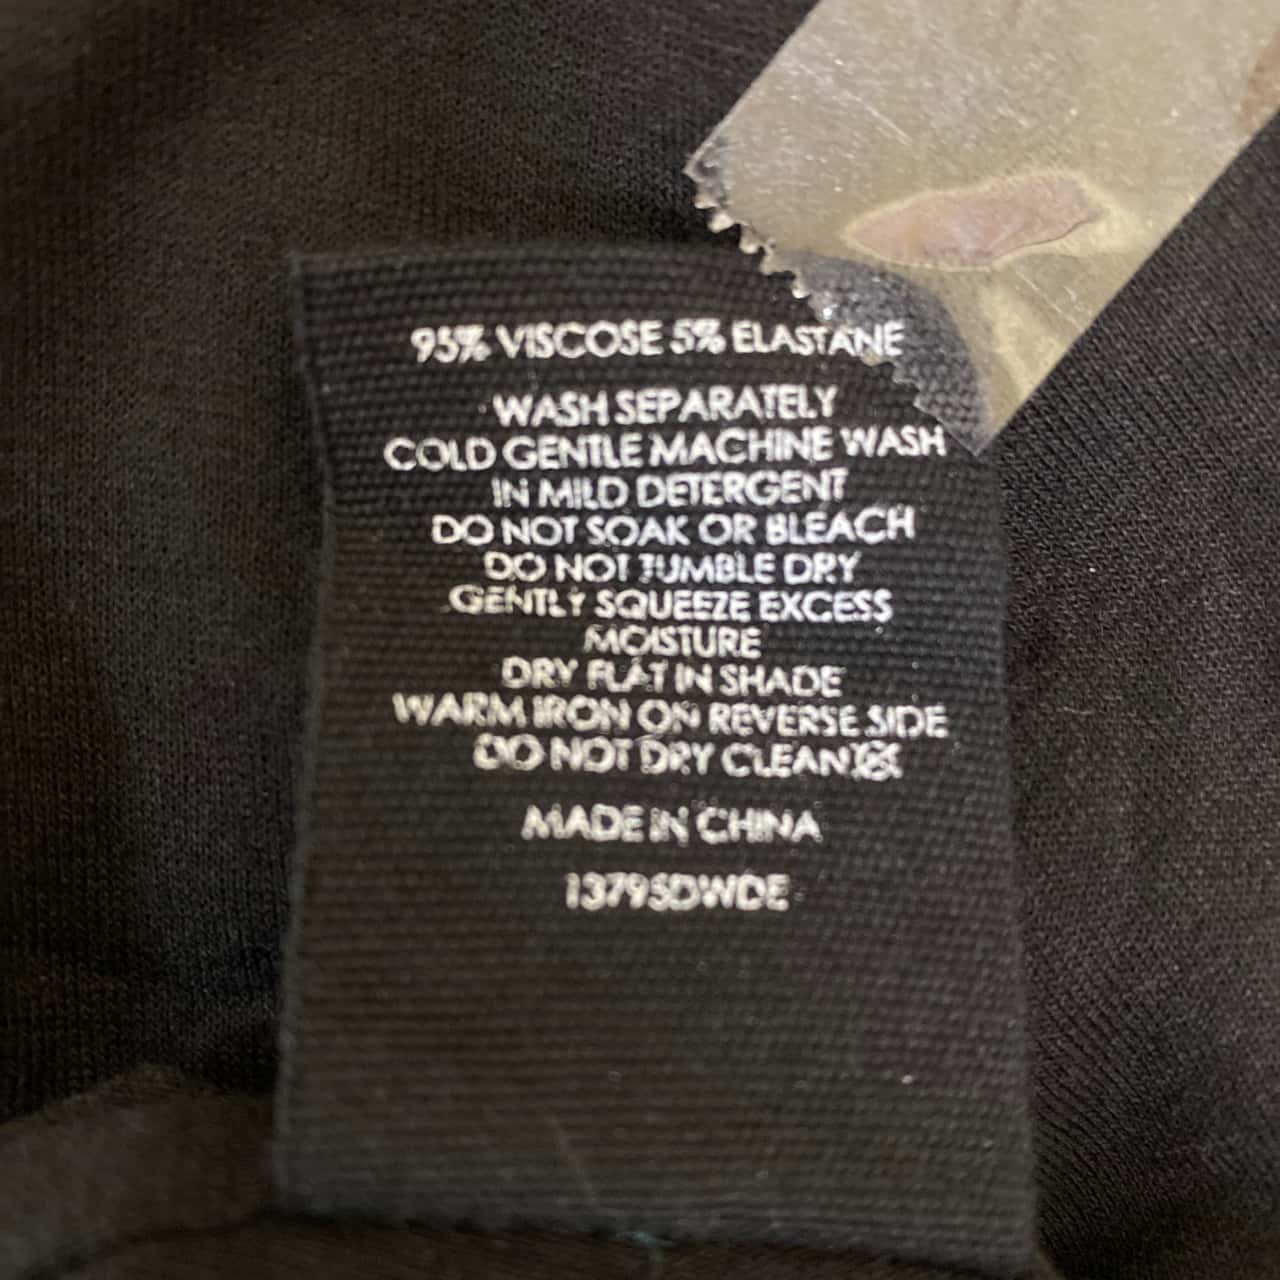 95% VISCOSE 5% ELASTANE
WASH SEPARATELY
COLD GENTLE MACHINE WASH
IN MILD DETERGENT
DO NOT SOAK OR BLEACH
DO NOT TUMBLE DRY
GENTLY SQUEEZE EXCESS
MOISTURE
DRY FLAT IN SHADE
WARM IRON ON REVERSE SIDE
DO NOT DRY CLEAN
MADE IN CHINA
13795DWDE